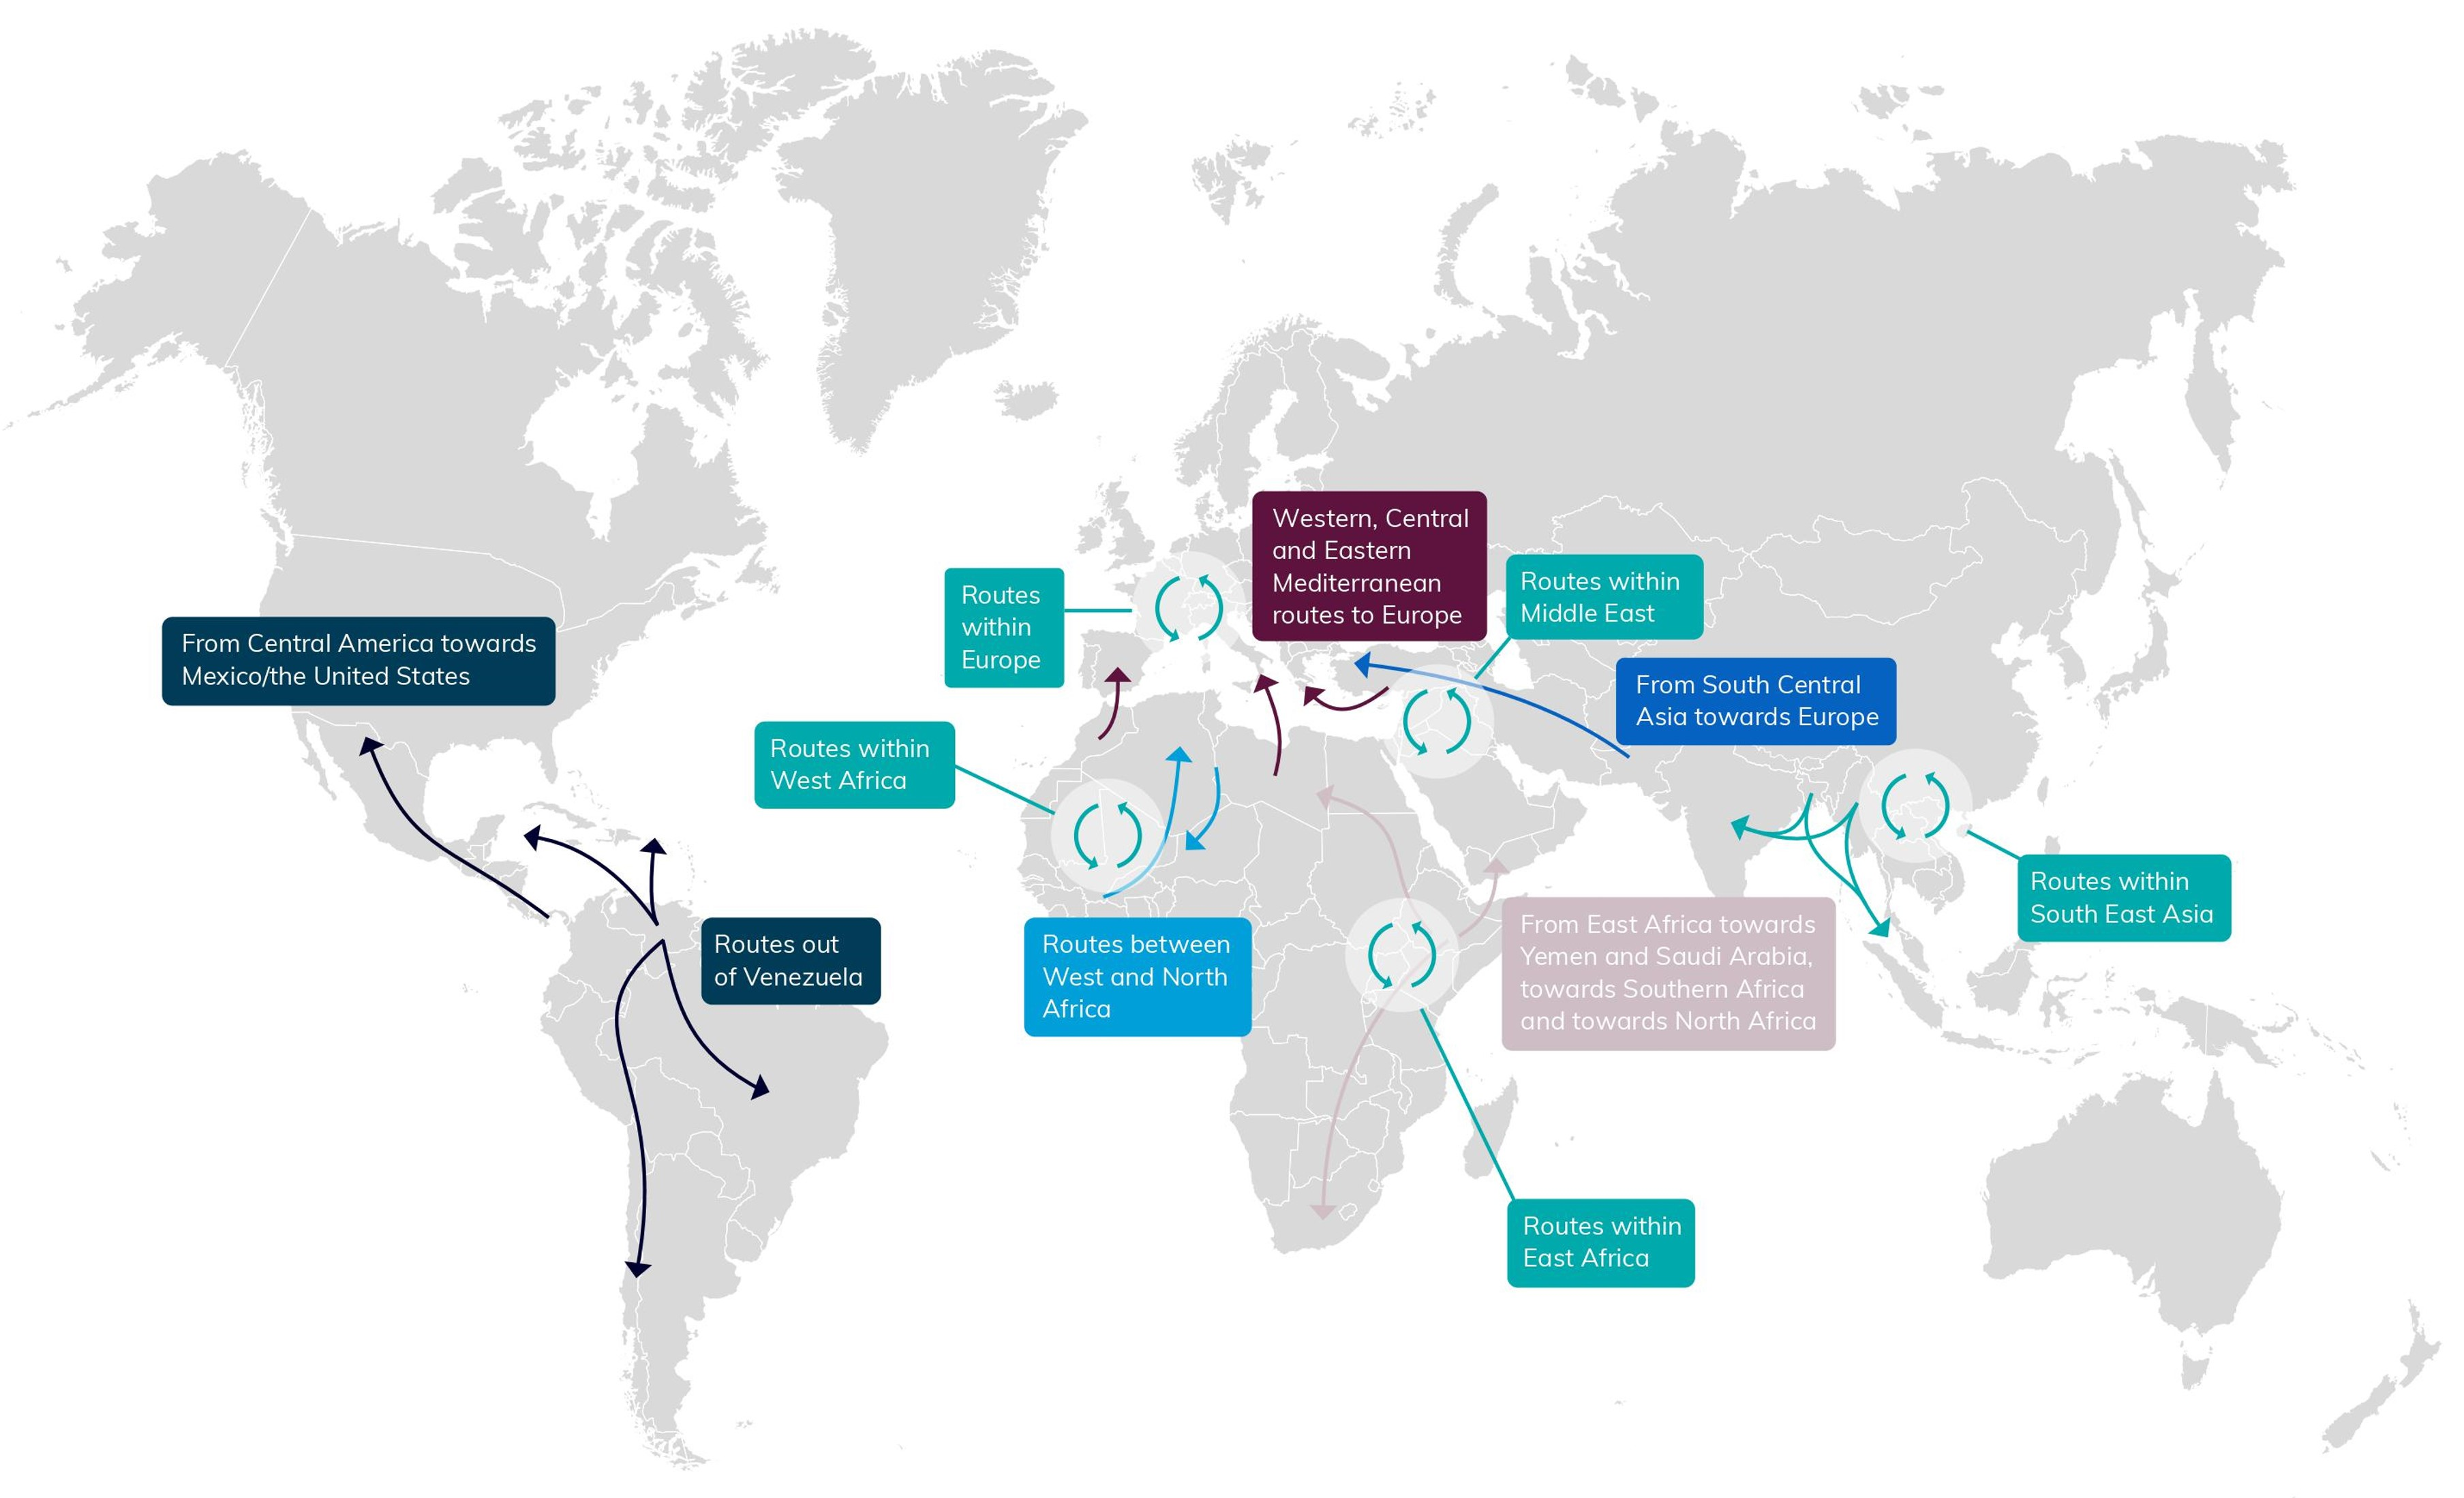 Western, Central
and Eastern
Mediterranean
routes to Europe
Routes within
Middle East
Routes
within
Europe
From Central America towards
Mexico/the United States
From South Central
Asia towards Europe
Routes within
West Africa
Routes within
South East Asia
Routes out
of Venezuela
Routes between
West and North
Africa
From East Africa towards
Yemen and Saudi Arabia,
towards Southern Africa
and towards North Africa
Routes within
East Africa